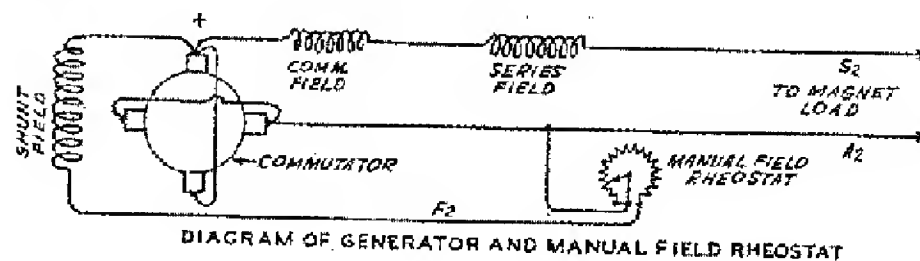 +
SHUNT
FIELD
COMM.
FIELD
SERIES
FIELD
S2
TO MAGNET
LOAD
A2
COMMUTATOR
MANUAL FIELD
RHEOSTAT
F2
DIAGRAM OF GENERATOR AND MANUAL FIELD RHEOSTAT